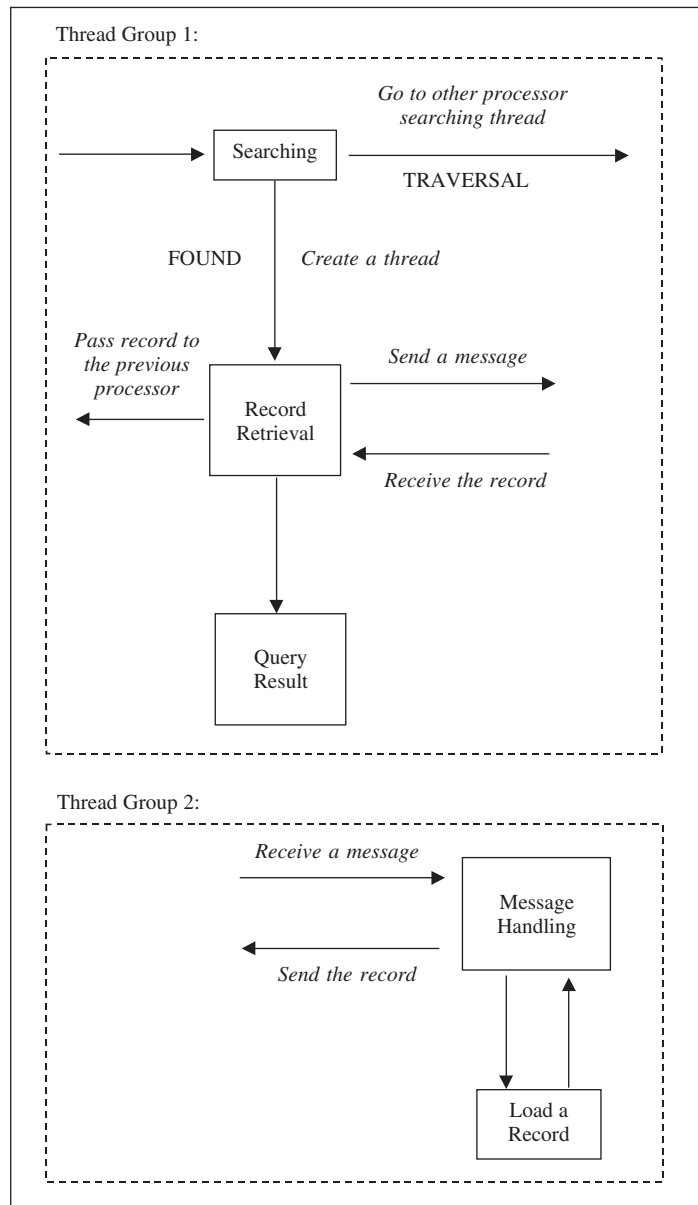 Thread Group 1:
Go to other processor
searching thread
Searching
TRAVERSAL
FOUND
Create a thread
Pass record to
the previous
processor
Send a message
Record
Retrieval
Receive the record
Query
Result
Thread Group 2:
Receive a message
Message
Handling
Send the record
Load a
Record